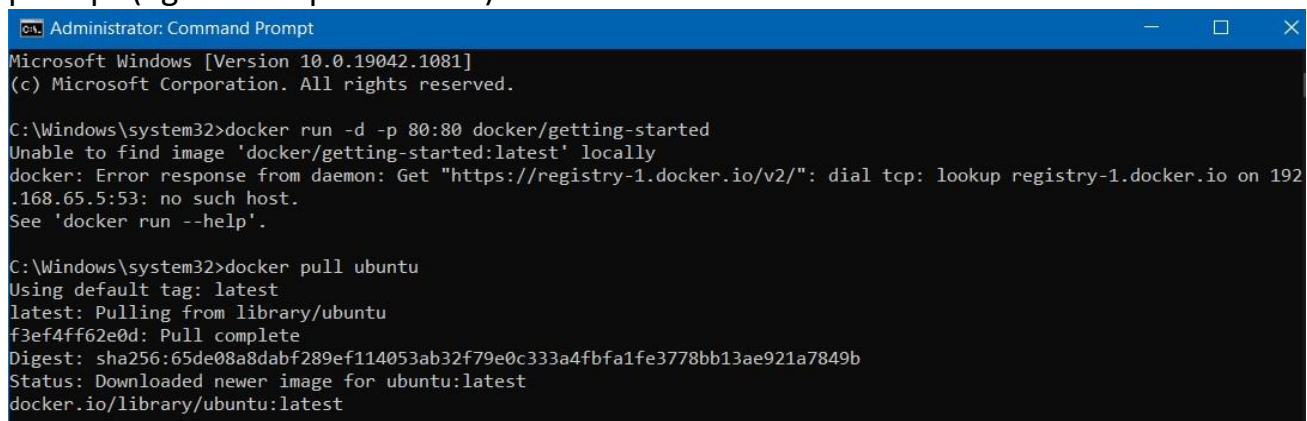 Administrator: Command Prompt
Microsoft Windows [Version 10.0.19042.1081]
(c) Microsoft Corporation. All rights reserved.
C:\Windows\system32>docker run -d -p 80:80 docker/getting-started
Unable to find image 'docker/getting-started:latest' locally
docker: Error response from daemon: Get "https://registry-1.docker.io/v2/": dial tcp: lookup registry-1.docker.io on 192
.168.65.5:53: no such host.
See 'docker run --help'.
C:\Windows\system32>docker pull ubuntu
Using default tag: latest
latest: Pulling from library/ubuntu
f3ef4ff62e0d: Pull complete
Digest: sha256:65de08a8dabf289ef114053ab32f79e0c333a4fbfa1fe3778bb13ae921a7849b
Status: Downloaded newer image for ubuntu:latest
docker.io/library/ubuntu:latest